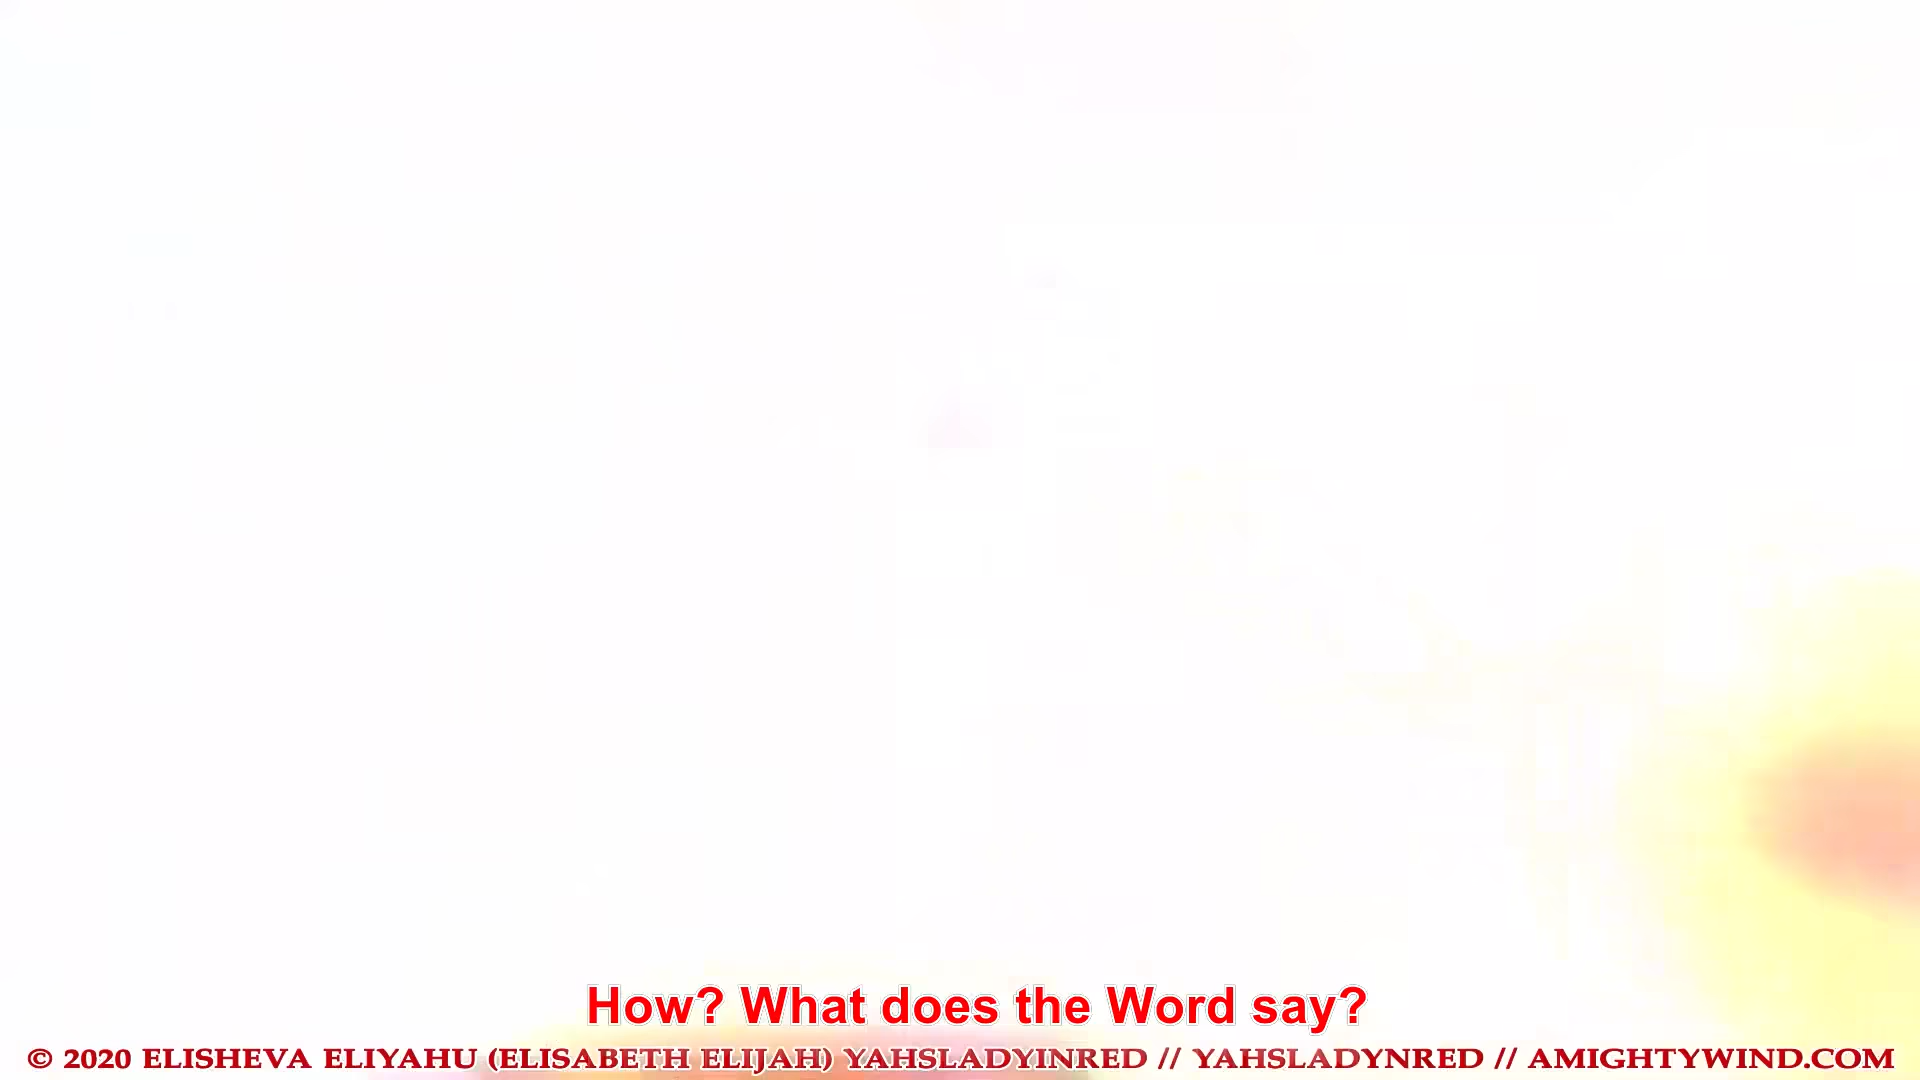 How? What does the Word say?
© 2020 ELISHEVA ELIYAHU (ELISABETH ELIJAH) YAHSLADYINRED // YAHSLADYNRED // AMIGHTYWIND.COM